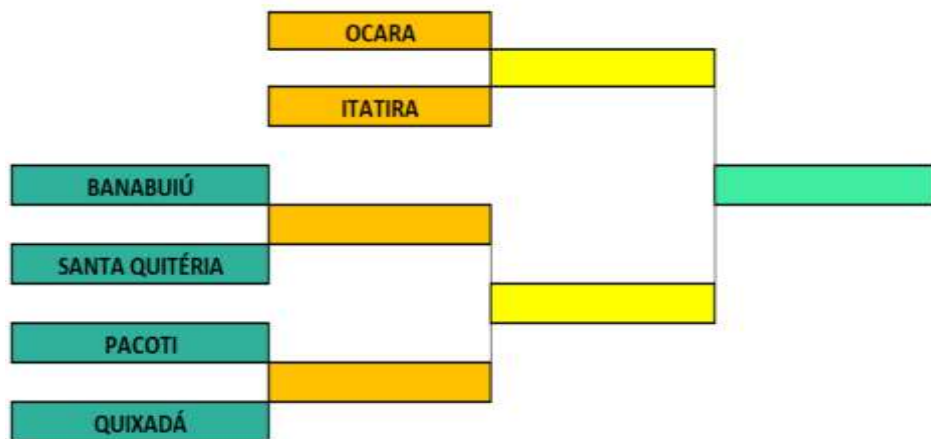 OCARA
ITATIRA
BANABUIÚ
SANTA QUITÉRIA
PACOTI
QUIXADÁ